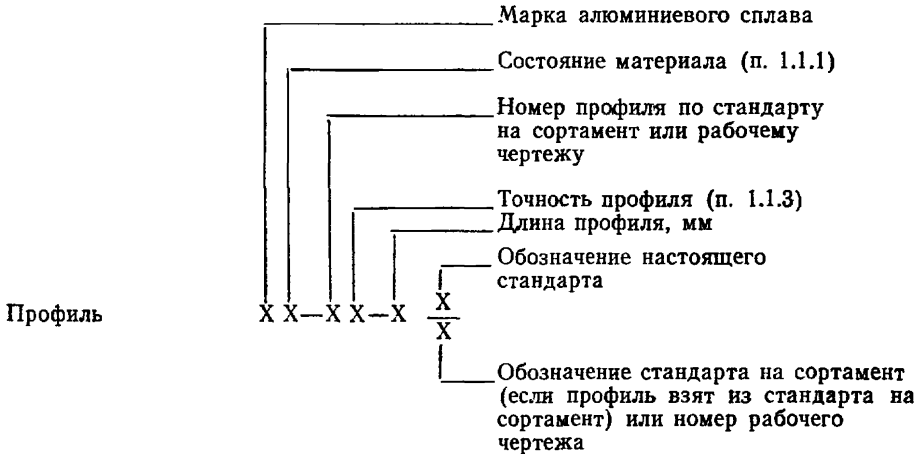 Марка алюминиевого сплава
Состояние материала (п. 1.1.1)
Номер профиля по стандарту
на сортамент или рабочему
чертежу
Точность профиля (п. 1.1.3)
Длина профиля, мм
Обозначение настоящего
стандарта
Профиль X X—X X—X X
X
Обозначение стандарта на сортамент
(если профиль взят из стандарта на
сортамент) или номер рабочего
чертежа